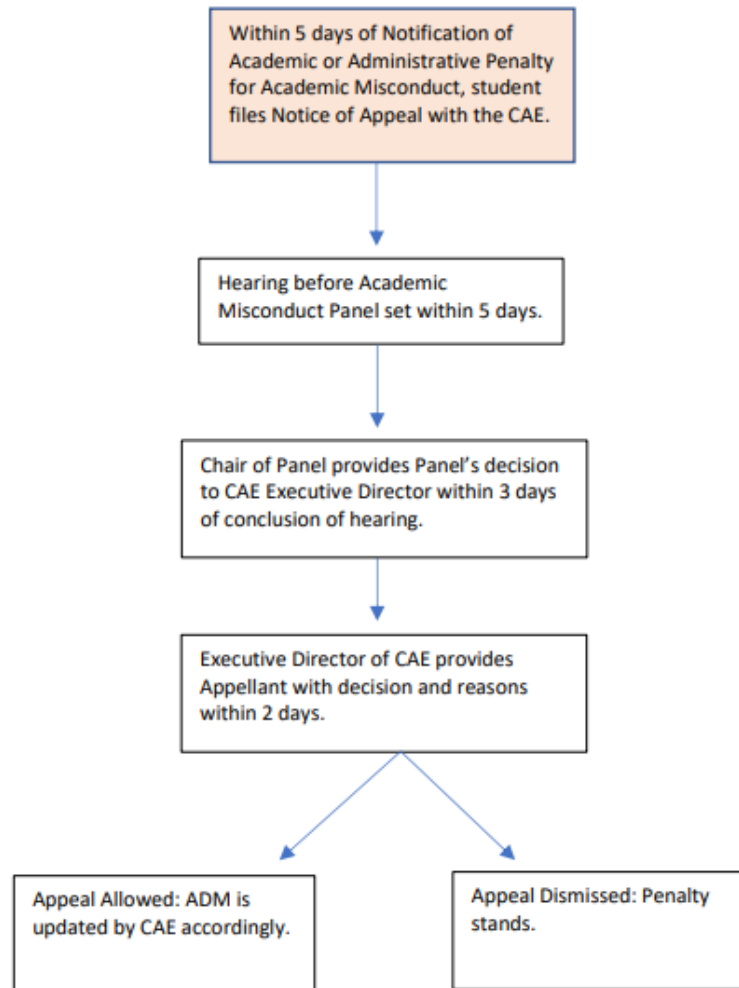 Within 5 days of Notification of
Academic or Administrative Penalty
for Academic Misconduct, student
files Notice of Appeal with the CAE.
Hearing before Academic
Misconduct Panel set within 5 days.
Chair of Panel provides Panel’s decision
to CAE Executive Director within 3 days
of conclusion of hearing.
Executive Director of CAE provides
Appellant with decision and reasons
within 2 days.
Appeal Allowed: ADM is
updated by CAE accordingly.
Appeal Dismissed: Penalty
stands.